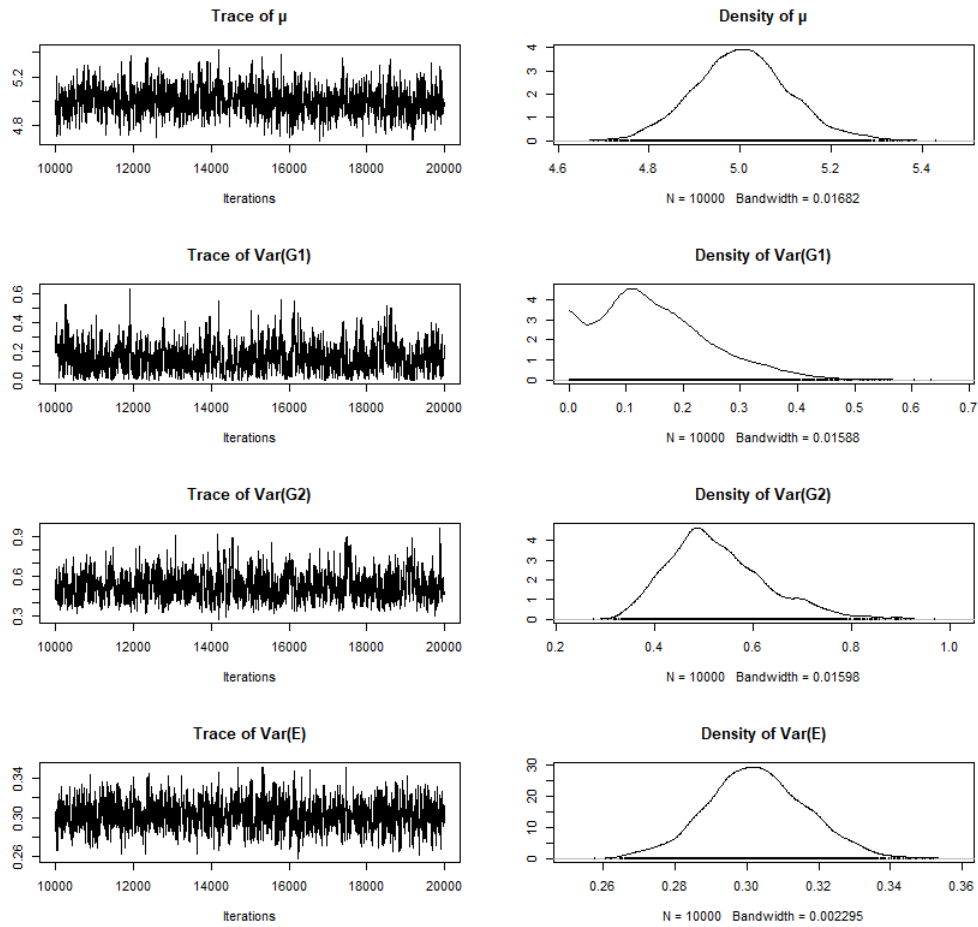 Trace of μ
5.2
4.8
10000 12000 14000 16000 18000 20000
Iterations
Density of μ
4
3
2
1
0
4.6 4.8 5.0 5.2 5.4
N = 10000 Bandwidth = 0.01682
Trace of Var(G1)
0.6
0.4
0.2
0.0
10000 12000 14000 16000 18000 20000
Iterations
Density of Var(G1)
4
3
2
1
0
0.0 0.1 0.2 0.3 0.4 0.5 0.6 0.7
N = 10000 Bandwidth = 0.01588
Trace of Var(G2)
0.9
0.6
0.3
10000 12000 14000 16000 18000 20000
Iterations
Density of Var(G2)
4
3
2
1
0
0.2 0.4 0.6 0.8 1.0
N = 10000 Bandwidth = 0.01598
Trace of Var(E)
0.34
0.30
0.26
10000 12000 14000 16000 18000 20000
Iterations
Density of Var(E)
30
20
10
0
0.26 0.28 0.30 0.32 0.34 0.36
N = 10000 Bandwidth = 0.002295